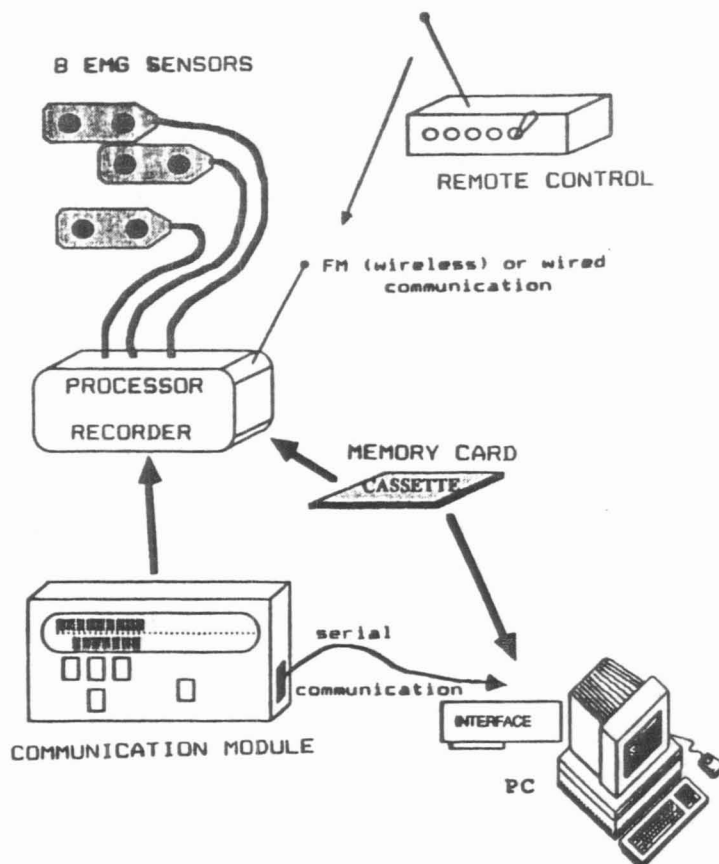 8 EMG SENSORS
REMOTE CONTROL
FM (wireless) or wired
communication
PROCESSOR
RECORDER
MEMORY CARD
CASSETTE
serial
communication
INTERFACE
COMMUNICATION MODULE
PC